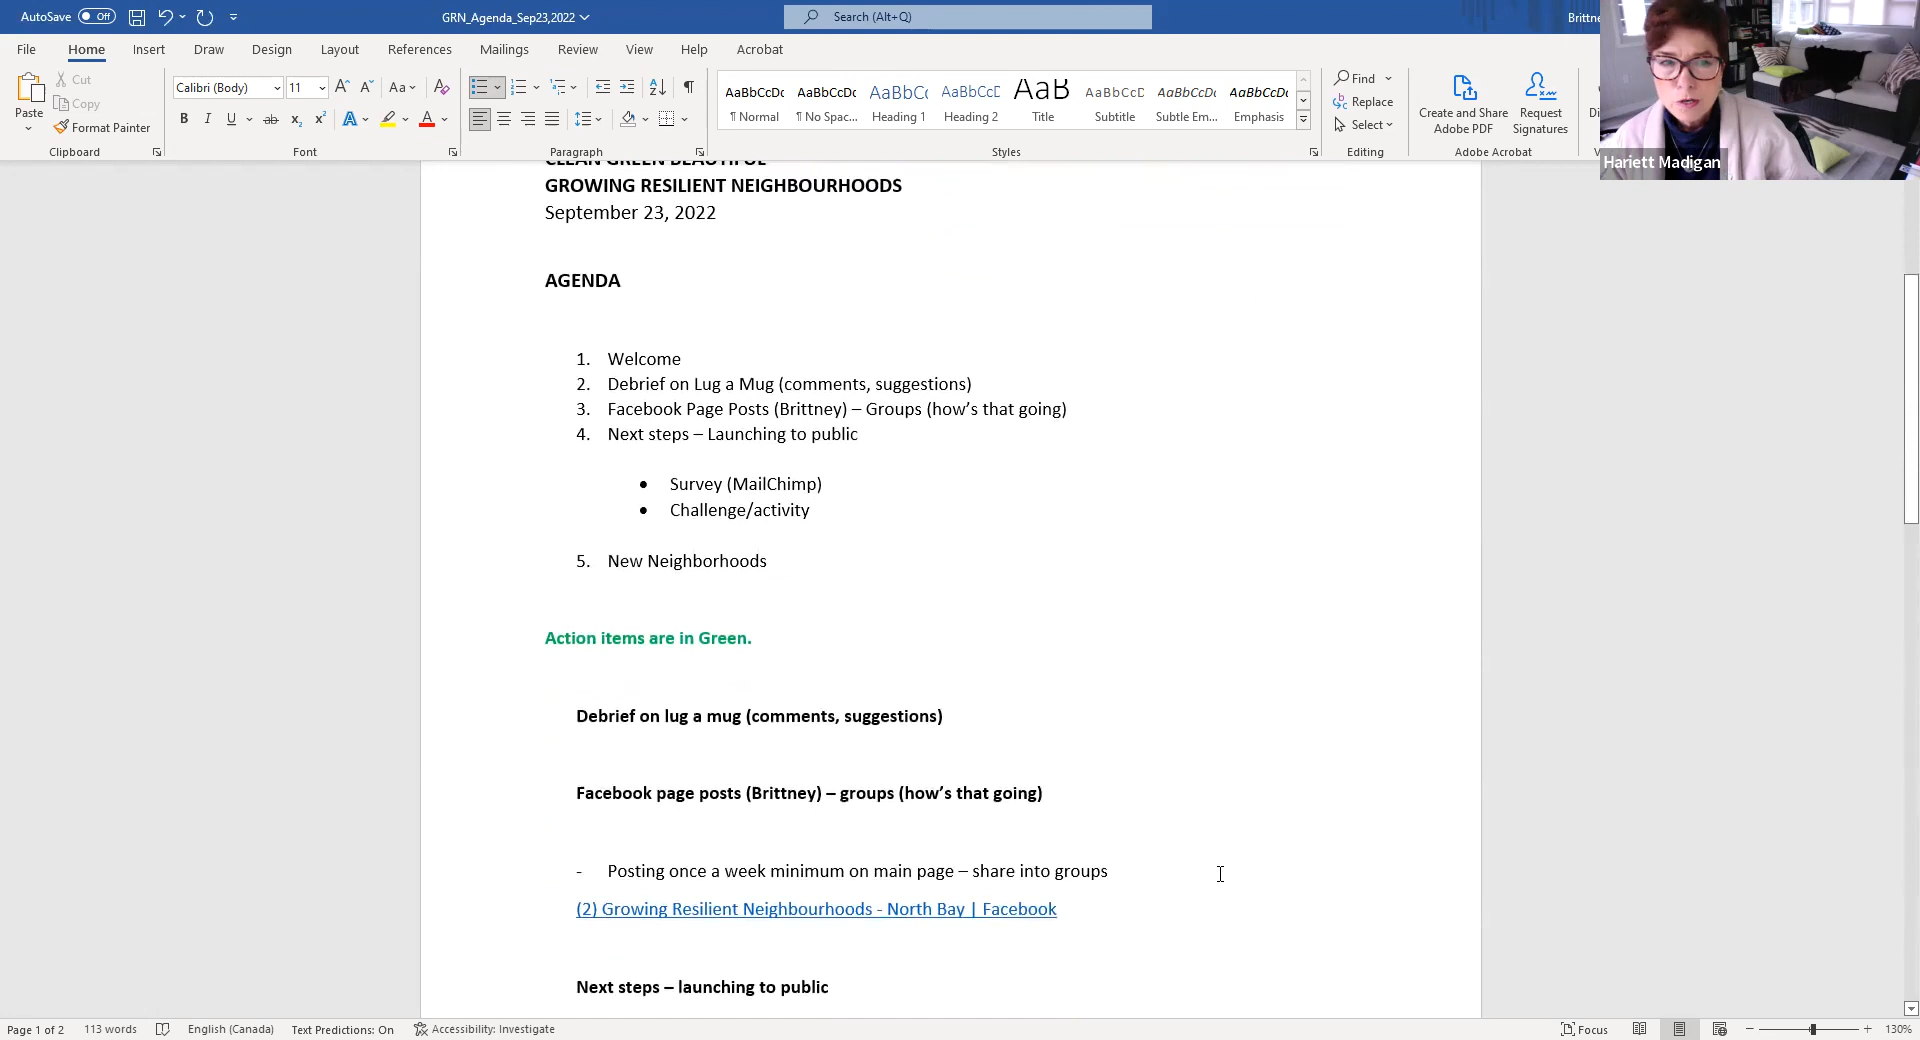 AutoSave Off GRN_Agenda_Sep23,2022 Search (Alt+Q)
File Home Insert Draw Design Layout References Mailings Review View Help Acrobat
Paste
Cut
Copy
Format Painter
Clipboard
Calibri (Body) 11
Font
Paragraph
AaBbCcDc AaBbCcDc AaBbC AaBbCcD AaB AaBbCcD AaBbCcDc AaBbCcDc
¶ Normal ¶ No Spac... Heading 1 Heading 2 Title Subtitle Subtle Em... Emphasis
Styles
Find
Replace
Select
Editing
Create and Share Adobe PDF
Request Signatures
Adobe Acrobat
Hariett Madigan
CLEAN GREEN BEAUTIFUL
GROWING RESILIENT NEIGHBOURHOODS
September 23, 2022
AGENDA
1. Welcome
2. Debrief on Lug a Mug (comments, suggestions)
3. Facebook Page Posts (Brittney) – Groups (how’s that going)
4. Next steps – Launching to public
• Survey (MailChimp)
• Challenge/activity
5. New Neighborhoods
Action items are in Green.
Debrief on lug a mug (comments, suggestions)
Facebook page posts (Brittney) – groups (how’s that going)
- Posting once a week minimum on main page – share into groups
(2) Growing Resilient Neighbourhoods - North Bay | Facebook
Next steps – launching to public
Page 1 of 2 113 words English (Canada) Text Predictions: On Accessibility: Investigate Focus 130%